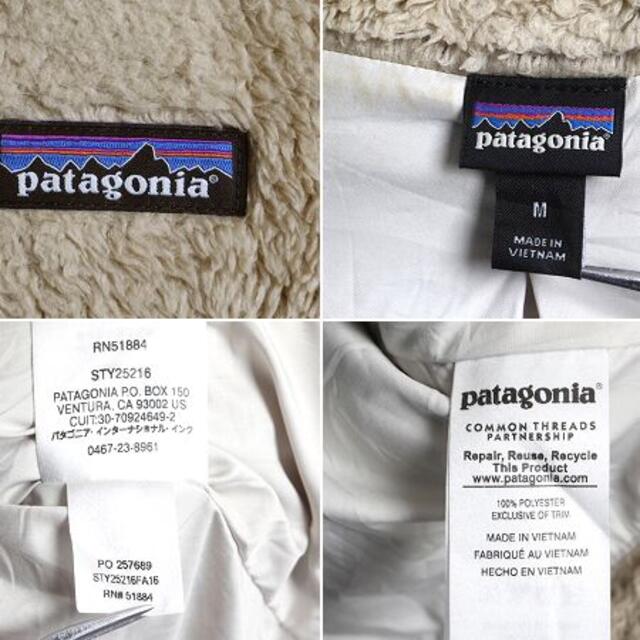 patagonia®
patagonia®
M
MADE IN
VIETNAM
RN51884
STY25216
PATAGONIA P.O. BOX 150
VENTURA, CA 93002 US
CUIT:30-70924649-2
パタゴニア・インターナショナル・インク
0467-23-8961
PO 257689
STY25216FA16
RN# 51884
patagonia®
COMMON THREADS
PARTNERSHIP
Repair, Reuse, Recycle
This Product
www.patagonia.com
100% POLYESTER
EXCLUSIVE OF TRIM.
MADE IN VIETNAM
FABRIQUÉ AU VIETNAM
HECHO EN VIETNAM